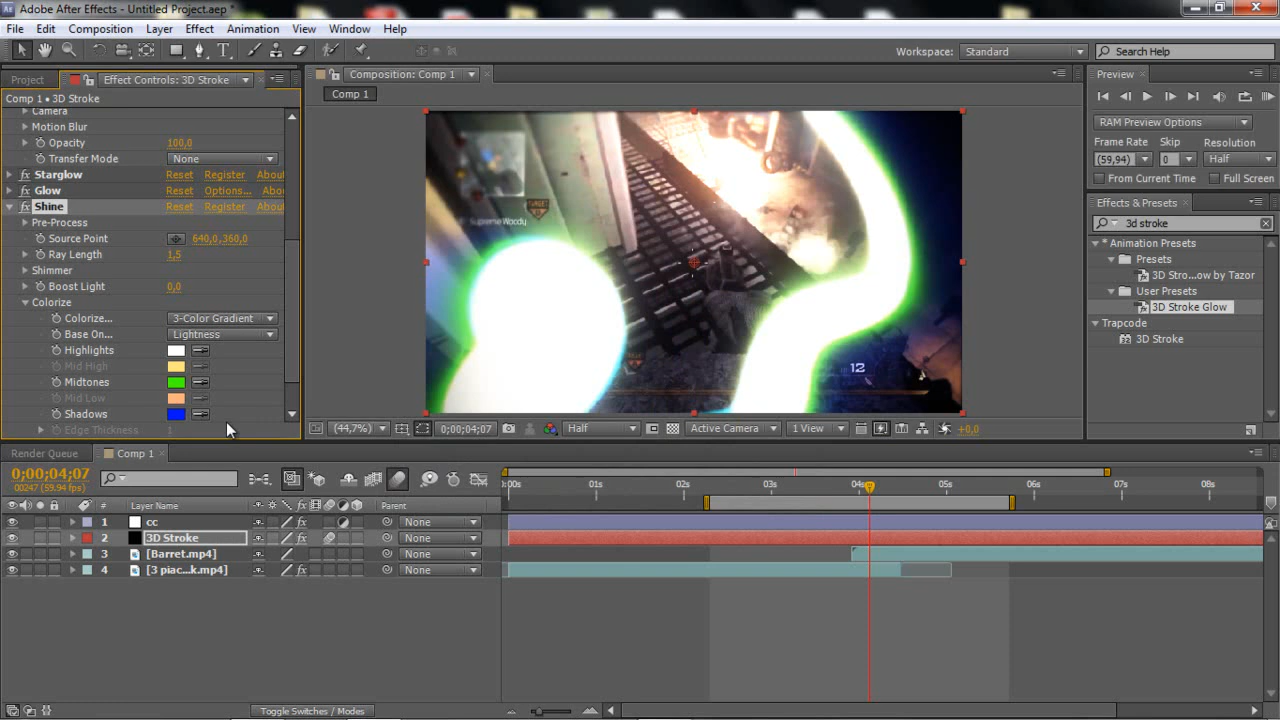 Adobe After Effects - Untitled Project.aep *
File Edit Composition Layer Effect Animation View Window Help
Workspace: Standard Search Help
Project Effect Controls: 3D Stroke Composition: Comp 1 Preview
Comp 1 • 3D Stroke
Comp 1
Camera
Motion Blur
Opacity 100,0
Transfer Mode None
Starglow Reset Register Abou
Glow Reset Options... Abo
Shine Reset Register Abou
Pre-Process
Source Point 640,0,360,0
Ray Length 1,5
Shimmer
Boost Light 0,0
Colorize
Colorize... 3-Color Gradient
Base On... Lightness
Highlights
Mid High
Midtones
Mid Low
Shadows
Edge Thickness 1
Supreme Woody
12
(44,7%) 0;00;04;07 Half Active Camera 1 View +0,0
RAM Preview Options
Frame Rate Skip Resolution
(59,94) 0 Half
From Current Time Full Screen
Effects & Presets
3d stroke
* Animation Presets
Presets
3D Stro...ow by Tazor
User Presets
3D Stroke Glow
Trapcode
3D Stroke
Render Queue Comp 1
0;00;04;07
00247 (59.94 fps)
# Layer Name Parent
:00s 01s 02s 03s 04s 05s 06s 07s 08s
1 cc None
2 3D Stroke None
3 [Barret.mp4] None
4 [3 piac...k.mp4] None
Toggle Switches / Modes